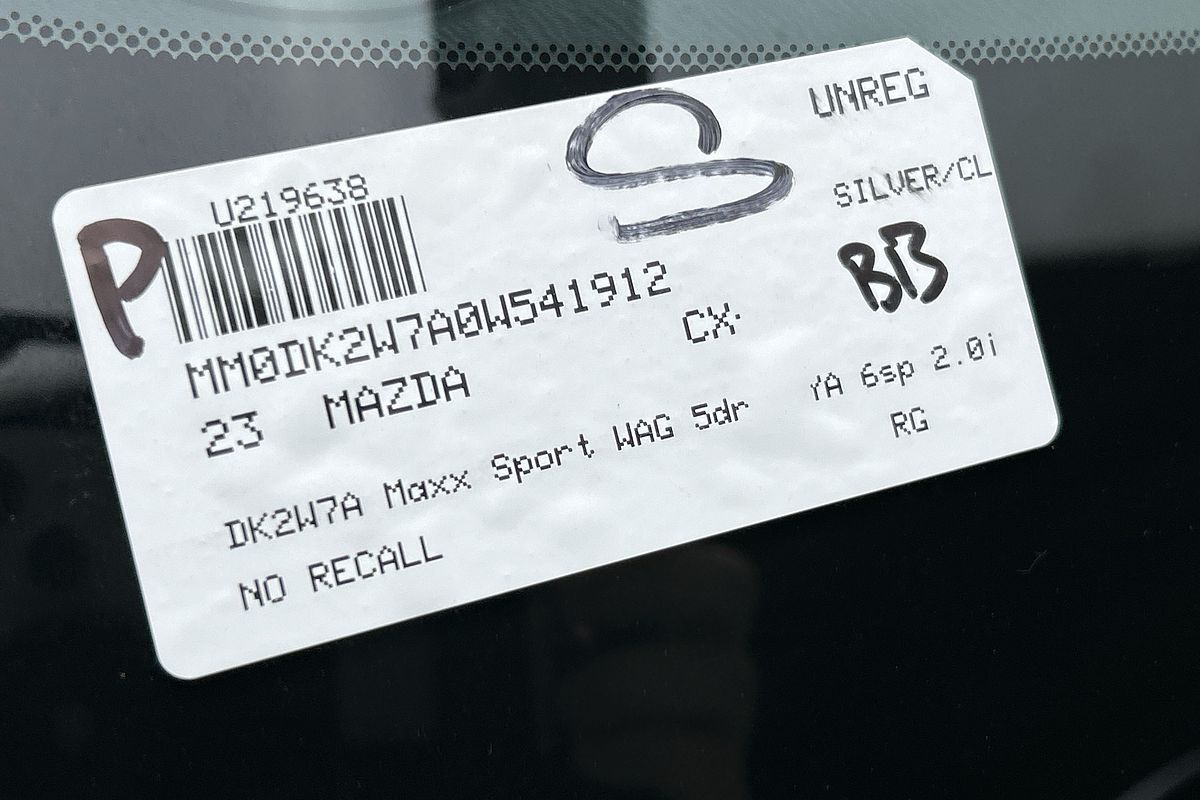 S UNREG
U219638 SILVER/CL
P BB
MM0DK2W7A0W541912
23 MAZDA CX-
DK2W7A Maxx Sport WAG 5dr YA 6sp 2.0i
RG
NO RECALL